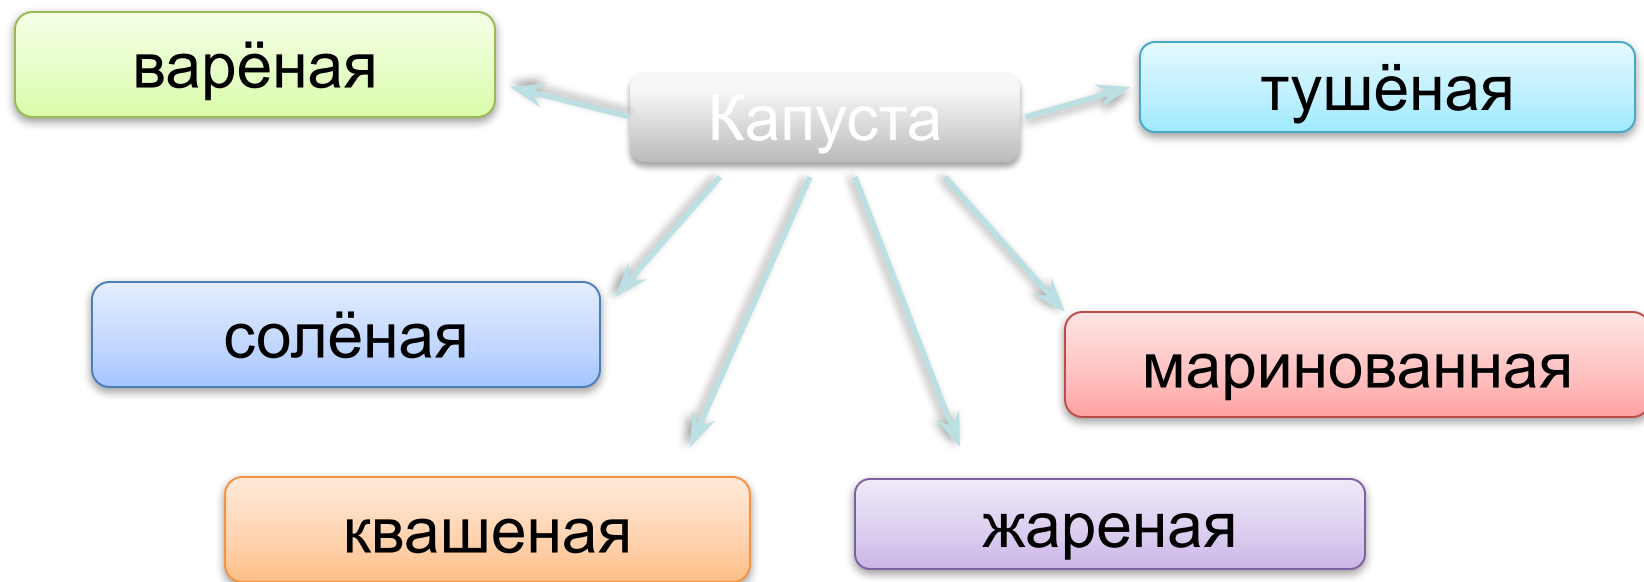 варёная
Капуста
тушёная
солёная
маринованная
квашеная
жареная